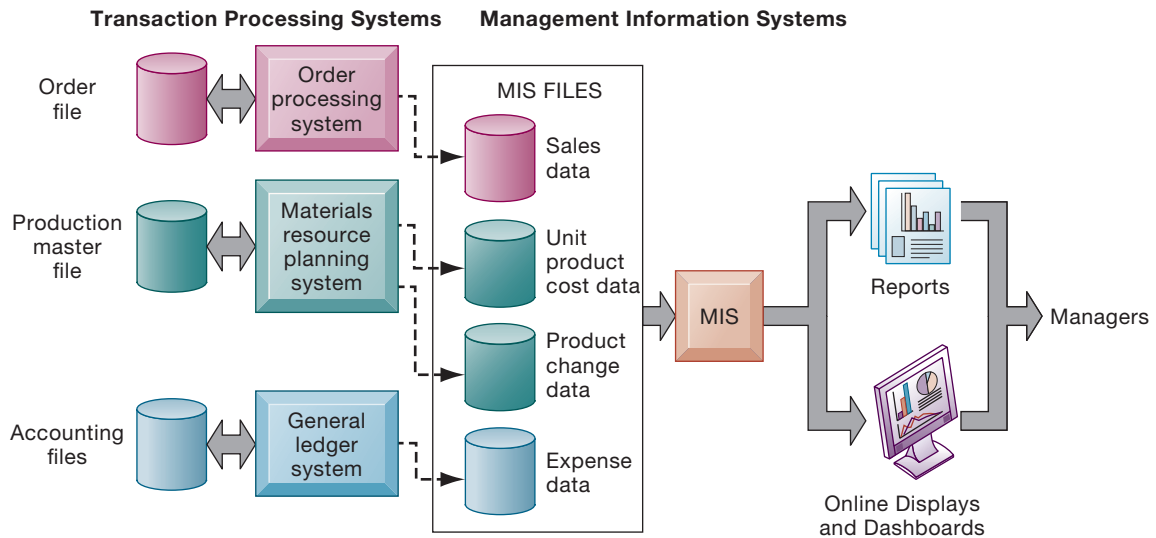 Transaction Processing Systems
Management Information Systems
Order
file
Order
processing
system
MIS FILES
Sales
data
Production
master
file
Materials
resource
planning
system
Unit
product
cost data
Product
change
data
Accounting
files
General
ledger
system
Expense
data
MIS
Reports
Managers
Online Displays
and Dashboards